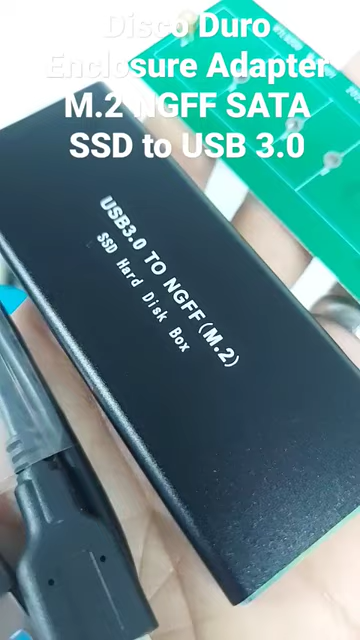 Disco Duro
Enclosure Adapter
M.2 NGFF SATA
SSD to USB 3.0
USB3.0 TO NGFF(M.2)
SSD Hard Disk Box